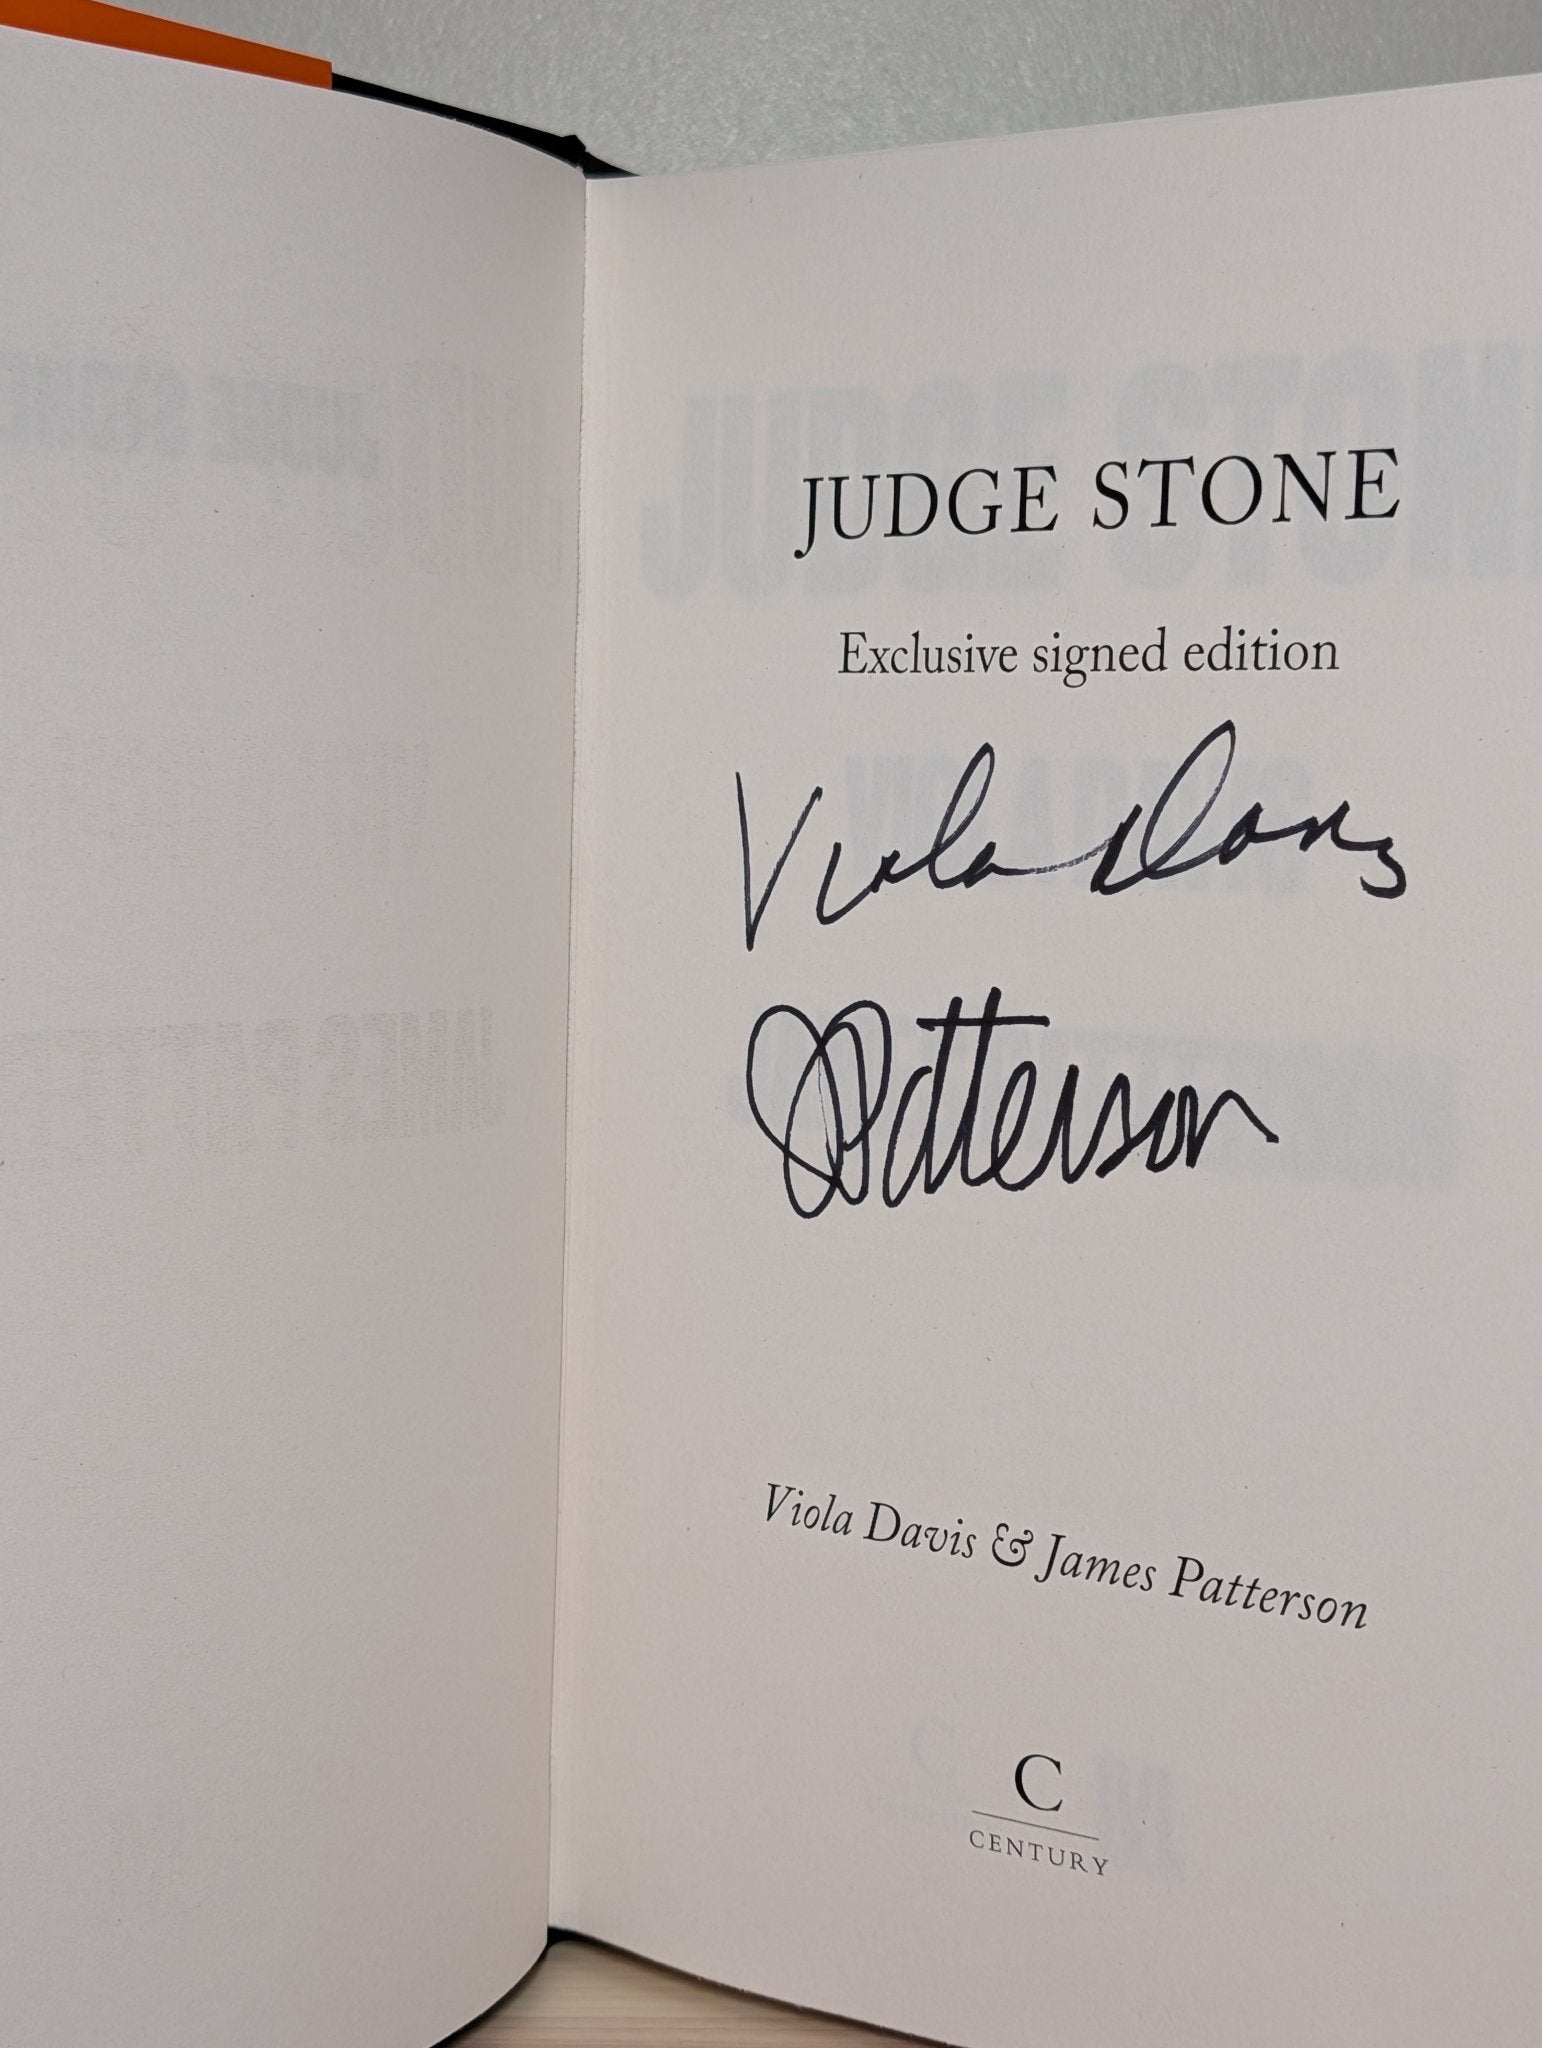 JUDGE STONE
Exclusive signed edition
Viola Davis
JPatterson
Viola Davis & James Patterson
C
CENTURY